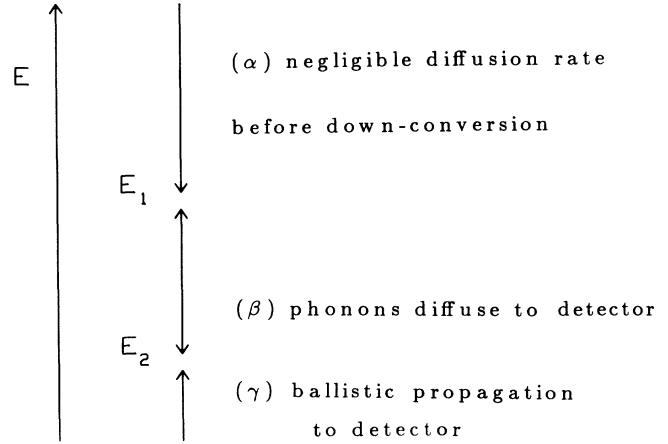 E
(α) negligible diffusion rate
before down-conversion
E₁
(β) phonons diffuse to detector
E₂
(γ) ballistic propagation
to detector